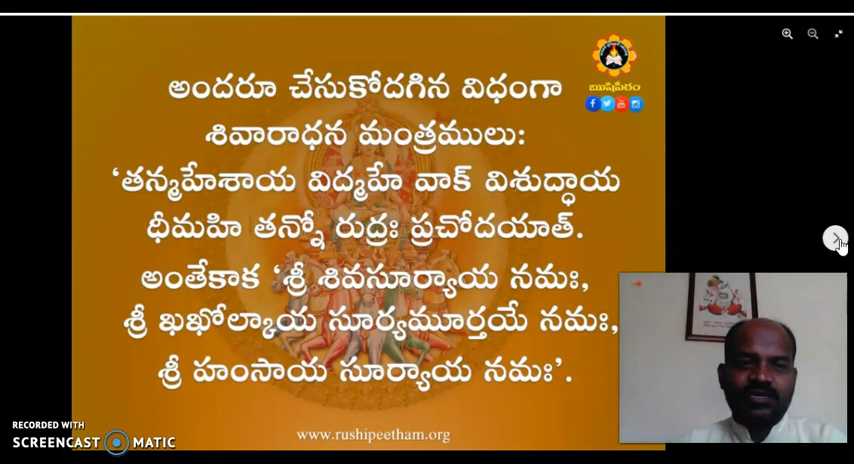 ఋషిపీఠం
అందరూ చేసుకోదగిన విధంగా
శివారాధన మంత్రములు:
‘తన్మహేశాయ విద్మహే వాక్ విశుద్ధాయ
ధీమహి తన్నో రుద్రః ప్రచోదయాత్.
అంతేకాక ‘శ్రీ శివసూర్యాయ నమః,
శ్రీ ఖఖోల్కాయ సూర్యమూర్తయే నమః,
శ్రీ హంసాయ సూర్యాయ నమః’.
www.rushipeetham.org
RECORDED WITH
SCREENCAST MATIC